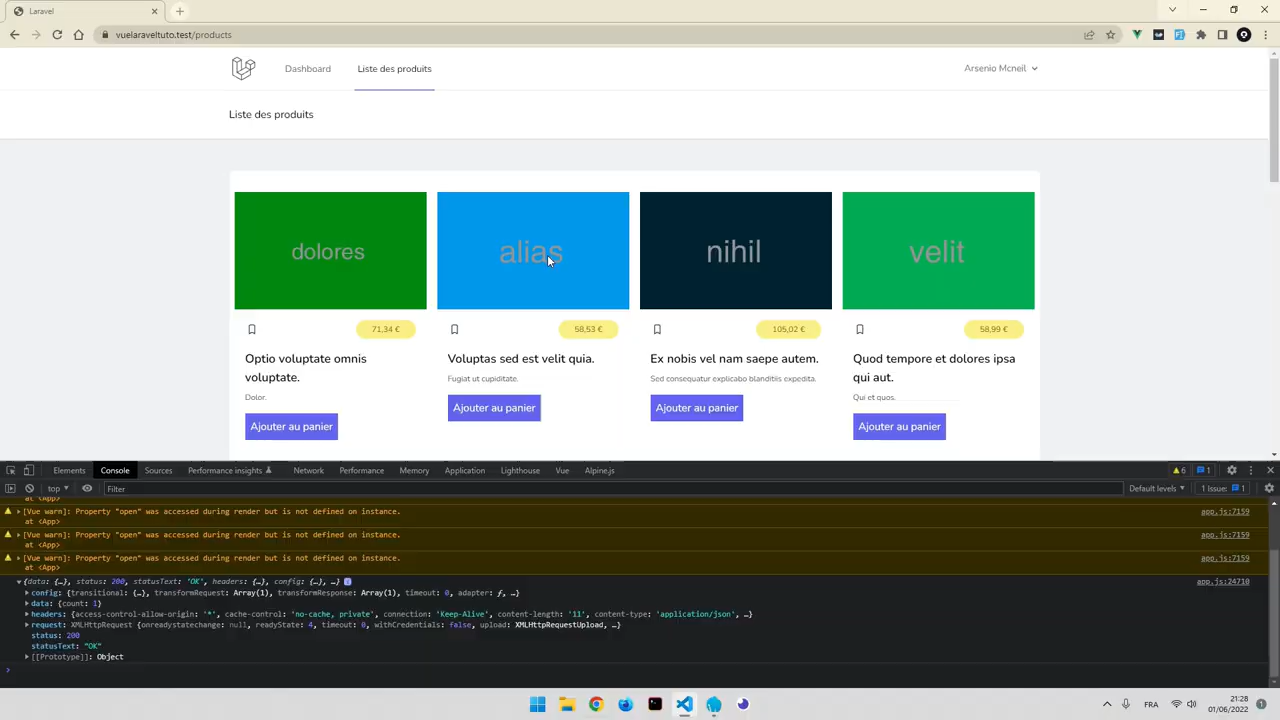 Laravel
vuelaraveltuto.test/products
Dashboard
Liste des produits
Arsenio Mcneil
Liste des produits
dolores
alias
nihil
velit
71,34 €
58,53 €
105,02 €
58,99 €
Optio voluptate omnis
voluptate.
Dolor.
Ajouter au panier
Voluptas sed est velit quia.
Fugiat ut cupiditate.
Ajouter au panier
Ex nobis vel nam saepe autem.
Sed consequatur explicabo blanditiis expedita.
Ajouter au panier
Quod tempore et dolores ipsa
qui aut.
Qui et quos.
Ajouter au panier
Elements Console Sources Performance insights Network Performance Memory Application Lighthouse Vue Alpine.js 6 1
top Filter Default levels 1 Issue: 1
at <App>
[Vue warn]: Property "open" was accessed during render but is not defined on instance. app.js:7159
at <App>
[Vue warn]: Property "open" was accessed during render but is not defined on instance. app.js:7159
at <App>
[Vue warn]: Property "open" was accessed during render but is not defined on instance. app.js:7159
at <App>
{data: {…}, status: 200, statusText: 'OK', headers: {…}, config: {…}, …} app.js:24710
config: {transitional: {…}, transformRequest: Array(1), transformResponse: Array(1), timeout: 0, adapter: ƒ, …}
data: {count: 1}
headers: {access-control-allow-origin: '*', cache-control: 'no-cache, private', connection: 'Keep-Alive', content-length: '11', content-type: 'application/json', …}
request: XMLHttpRequest {onreadystatechange: null, readyState: 4, timeout: 0, withCredentials: false, upload: XMLHttpRequestUpload, …}
status: 200
statusText: "OK"
[[Prototype]]: Object
FRA
21:28
01/06/2022